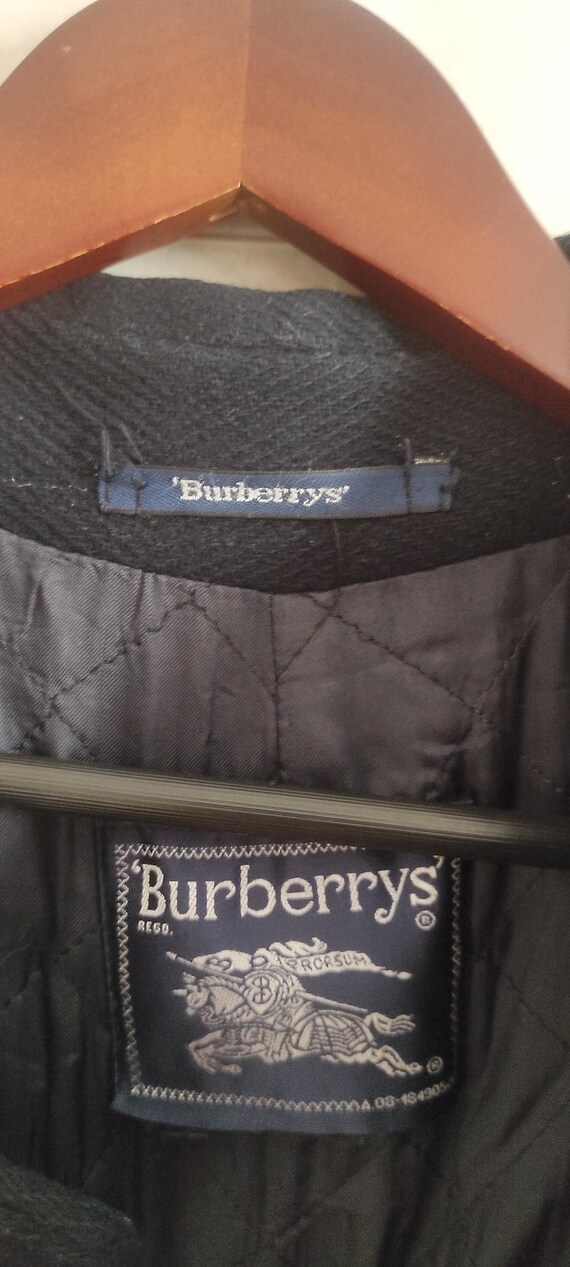 'Burberrys'
'Burberrys'
®
REGD.
PRORSUM
B